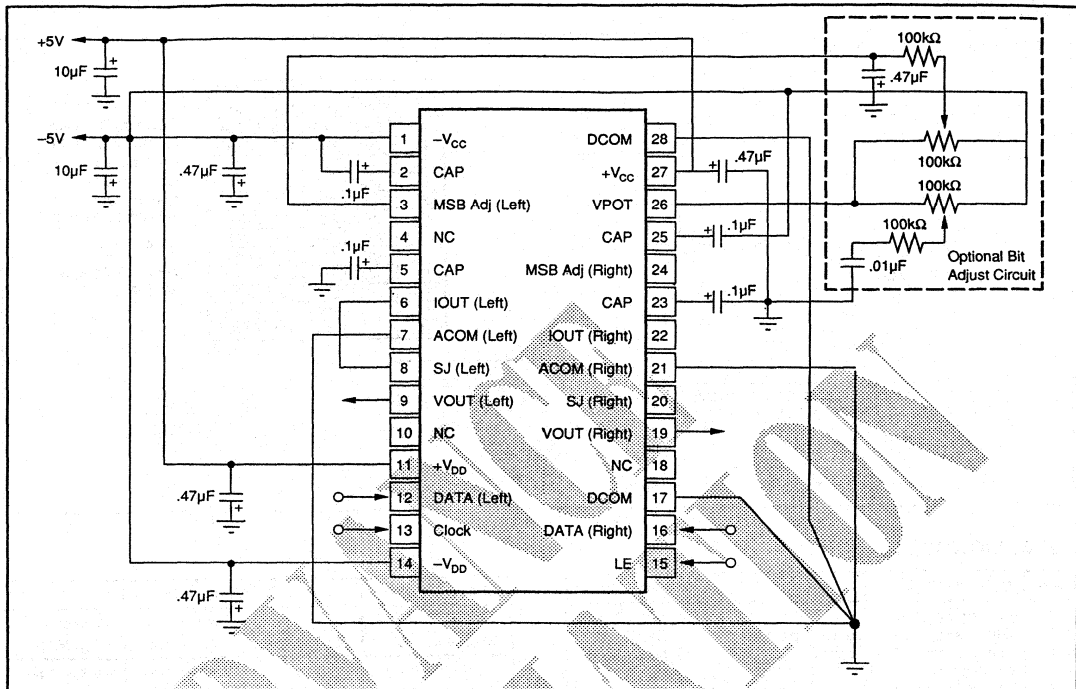 +5V
10µF
+
–5V
10µF
+
.47µF
+
.1µF
+
.1µF
+
.47µF
+
.47µF
+
1 –VCC
2 CAP
3 MSB Adj (Left)
4 NC
5 CAP
6 IOUT (Left)
7 ACOM (Left)
8 SJ (Left)
9 VOUT (Left)
10 NC
11 +VDD
12 DATA (Left)
13 Clock
14 –VDD
DCOM 28
+VCC 27
VPOT 26
CAP 25
MSB Adj (Right) 24
CAP 23
IOUT (Right) 22
ACOM (Right) 21
SJ (Right) 20
VOUT (Right) 19
NC 18
DCOM 17
DATA (Right) 16
LE 15
+ .47µF
+ .1µF
+ .1µF
100kΩ
.47µF
+
100kΩ
100kΩ
100kΩ
.01µF
Optional Bit
Adjust Circuit